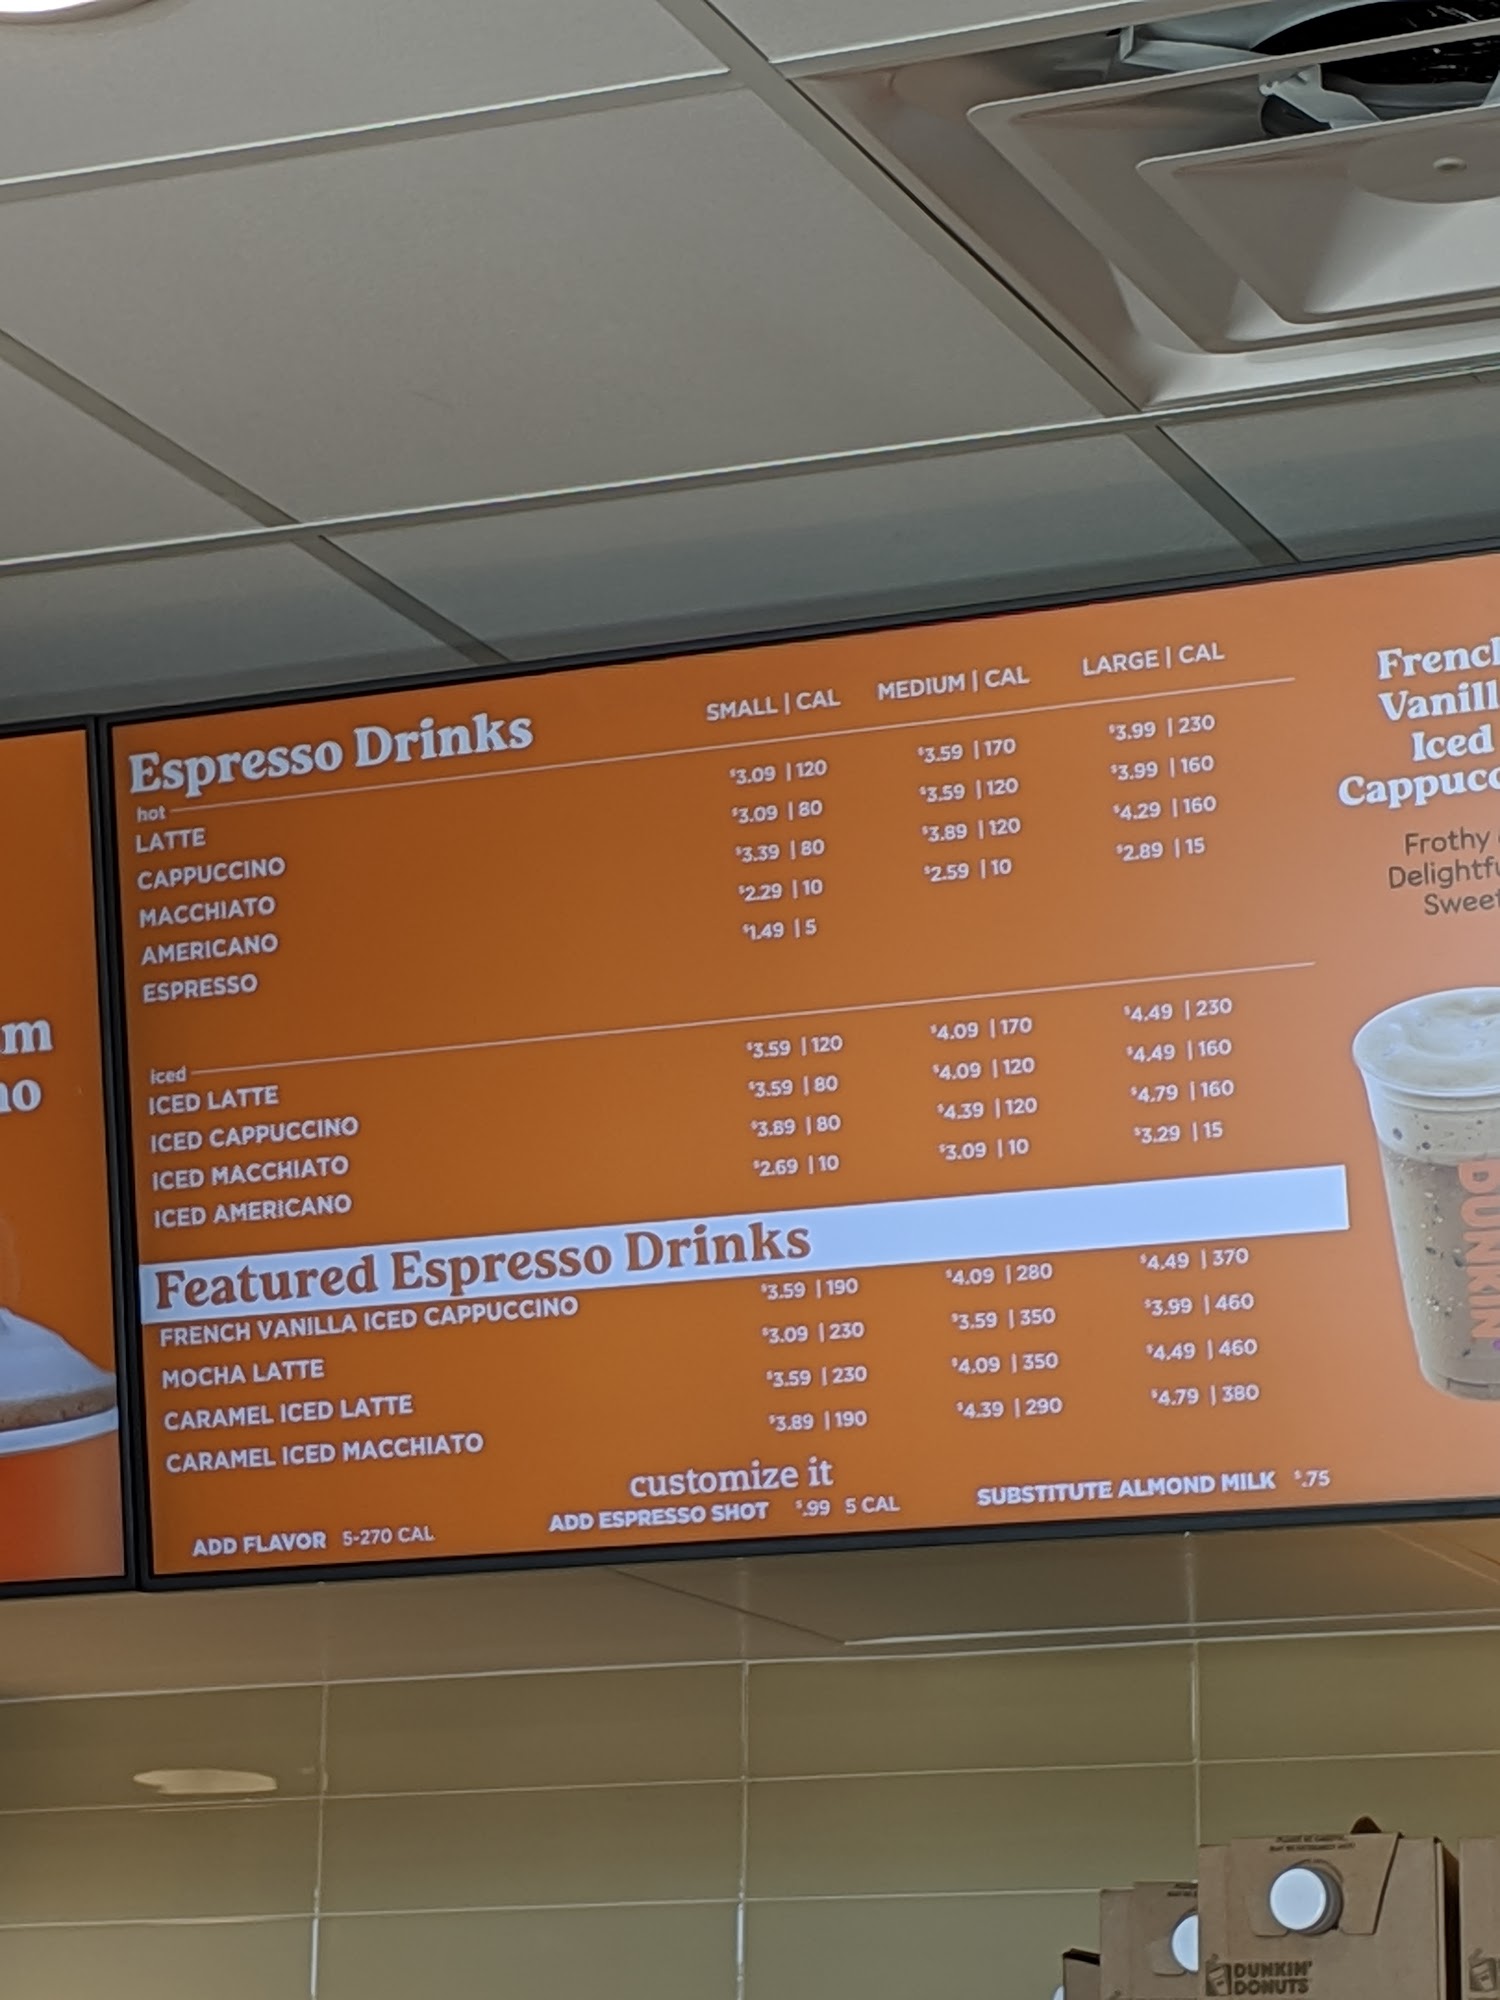 SMALL | CAL MEDIUM | CAL LARGE | CAL
Espresso Drinks
hot
LATTE $3.09 | 120 $3.59 | 170 $3.99 | 230
CAPPUCCINO $3.09 | 80 $3.59 | 120 $3.99 | 160
MACCHIATO $3.39 | 80 $3.89 | 120 $4.29 | 160
AMERICANO $2.29 | 10 $2.59 | 10 $2.89 | 15
ESPRESSO $1.49 | 5
iced
ICED LATTE $3.59 | 120 $4.09 | 170 $4.49 | 230
ICED CAPPUCCINO $3.59 | 80 $4.09 | 120 $4.49 | 160
ICED MACCHIATO $3.89 | 80 $4.39 | 120 $4.79 | 160
ICED AMERICANO $2.69 | 10 $3.09 | 10 $3.29 | 15
Featured Espresso Drinks
FRENCH VANILLA ICED CAPPUCCINO $3.59 | 190 $4.09 | 280 $4.49 | 370
MOCHA LATTE $3.09 | 230 $3.59 | 350 $3.99 | 460
CARAMEL ICED LATTE $3.59 | 230 $4.09 | 350 $4.49 | 460
CARAMEL ICED MACCHIATO $3.89 | 190 $4.39 | 290 $4.79 | 380
customize it
ADD FLAVOR 5-270 CAL ADD ESPRESSO SHOT $.99 5 CAL SUBSTITUTE ALMOND MILK $.75
Frenc
Vanill
Iced
Cappucc
Frothy
Delightf
Sweet
DUNKIN
m
no
DUNKIN'
DONUTS